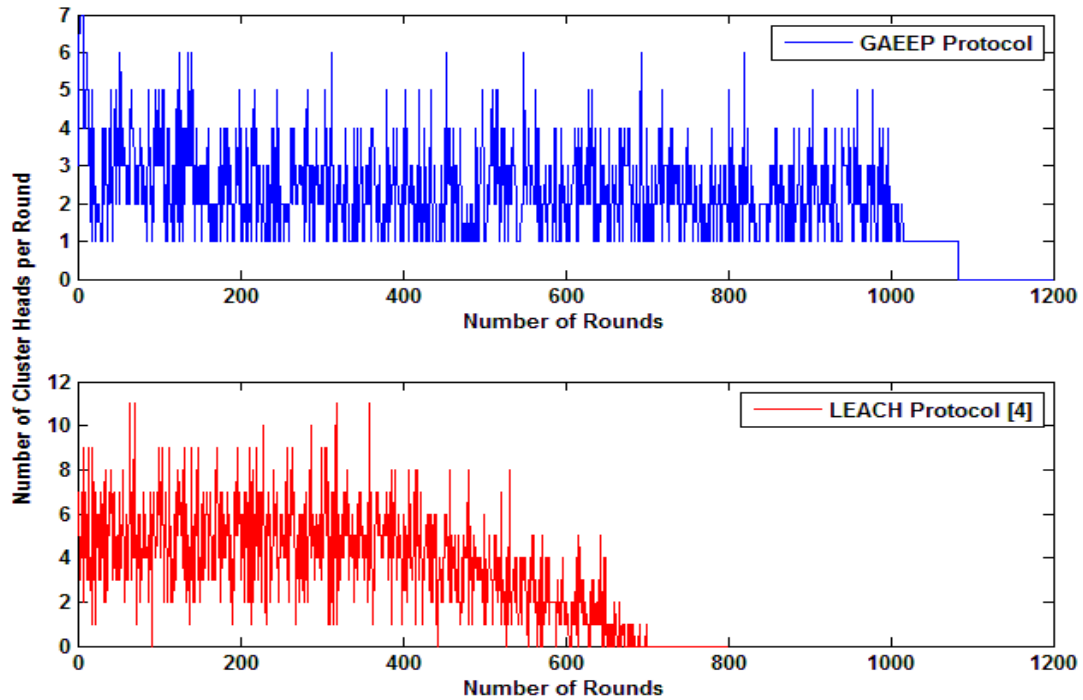 Number of Cluster Heads per Round
7
6
5
4
3
2
1
0
GAEEP Protocol
0 200 400 600 800 1000 1200
Number of Rounds
12
10
8
6
4
2
0
LEACH Protocol [4]
0 200 400 600 800 1000 1200
Number of Rounds